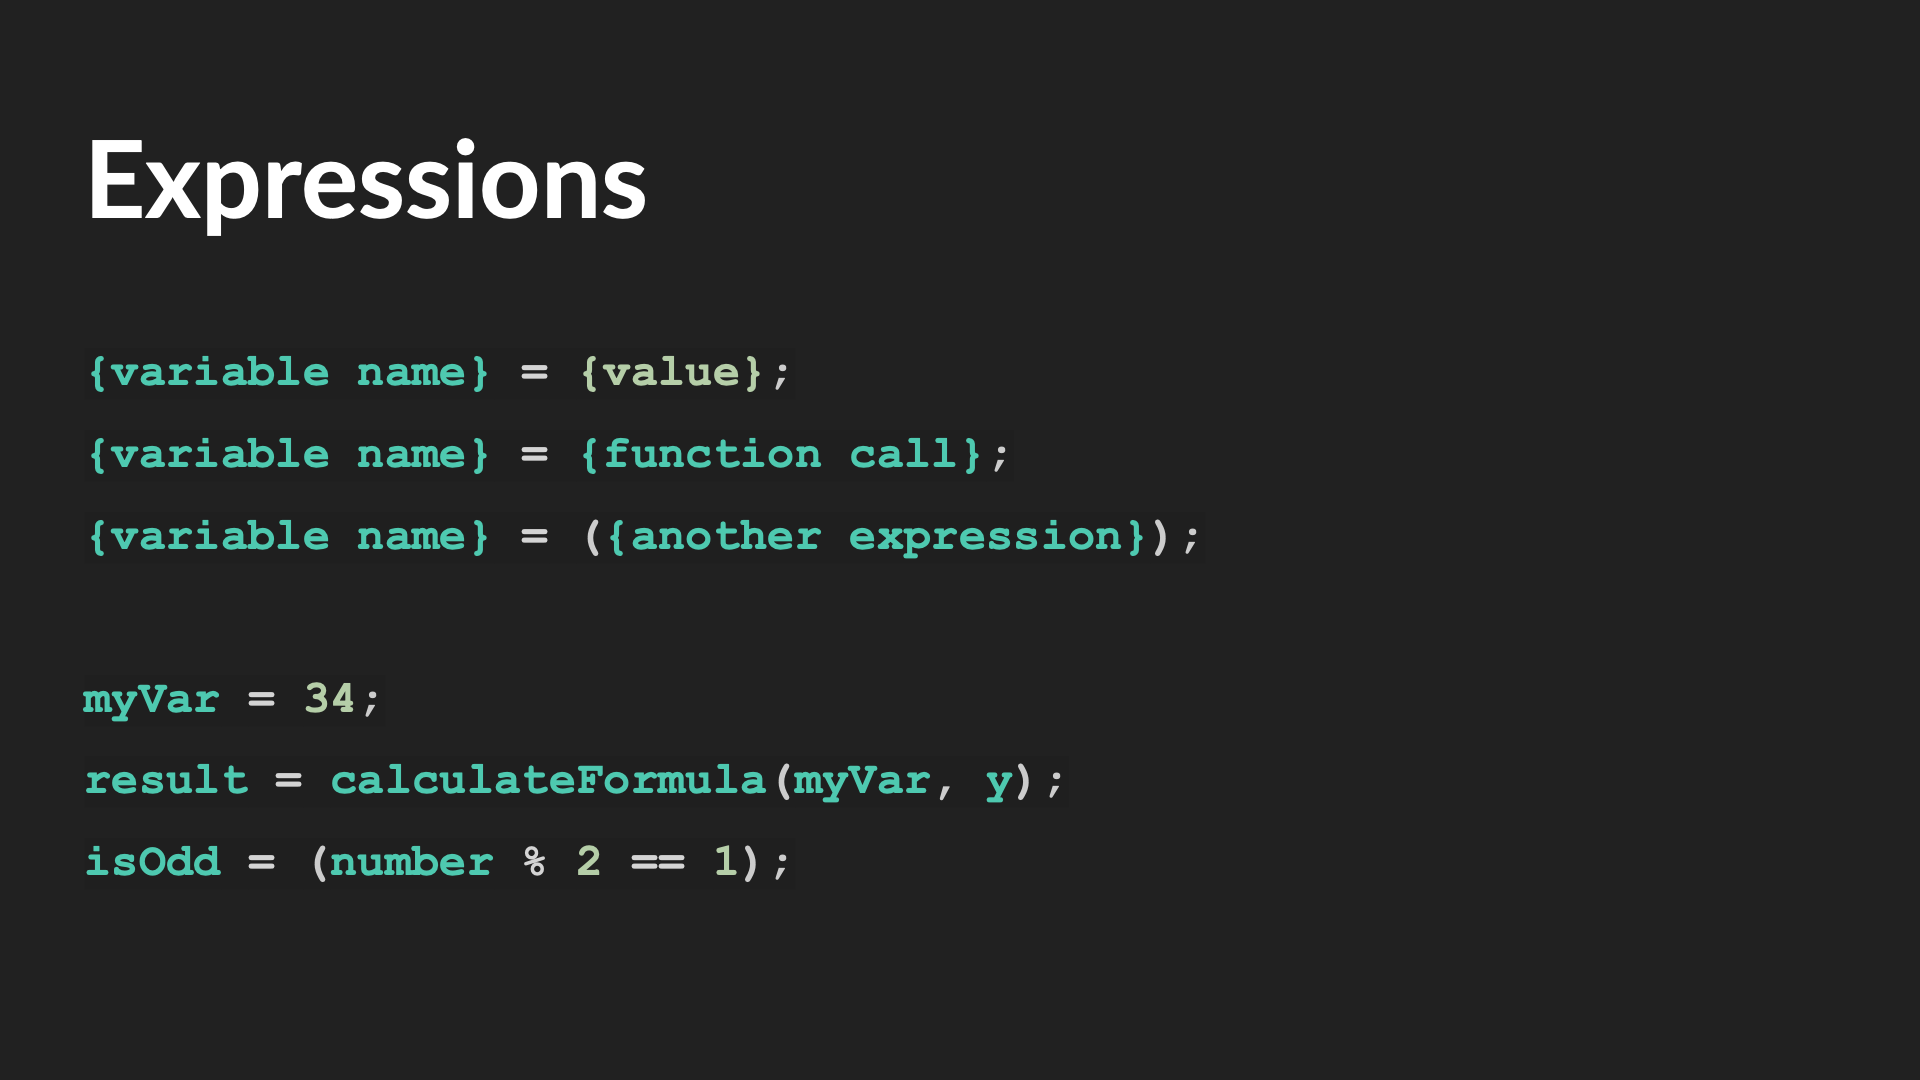 Expressions
{variable name} = {value};
{variable name} = {function call};
{variable name} = ({another expression});
myVar = 34;
result = calculateFormula(myVar, y);
isOdd = (number % 2 == 1);